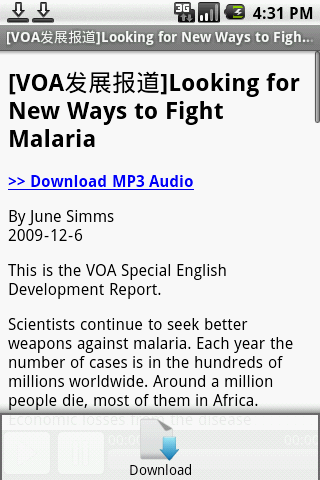 3G 4:31 PM
[VOA发展报道]Looking for New Ways to Figh...
[VOA发展报道]Looking for
New Ways to Fight
Malaria
>> Download MP3 Audio
By June Simms
2009-12-6
This is the VOA Special English
Development Report.
Scientists continue to seek better
weapons against malaria. Each year the
number of cases is in the hundreds of
millions worldwide. Around a million
people die, most of them in Africa.
Economic losses from the disease
00:00
00:00
Download